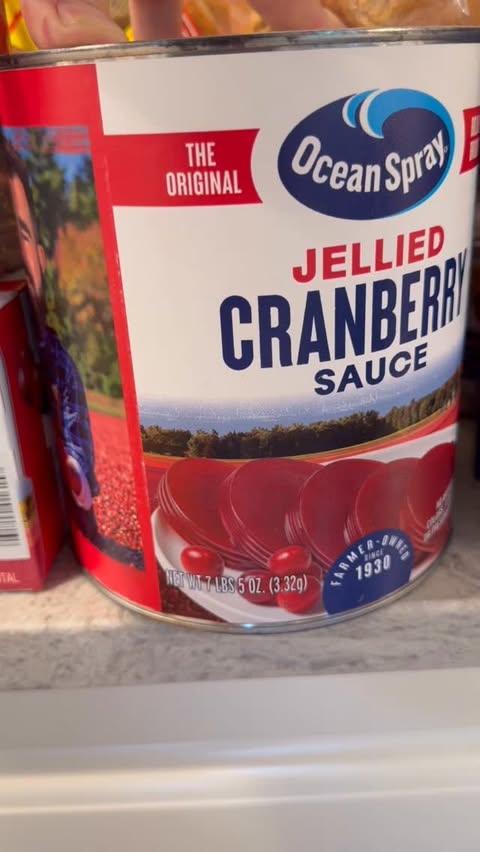 THE
ORIGINAL
Ocean Spray
JELLIED
CRANBERRY
SAUCE
NET WT 7 LBS 5 OZ. (3.32g)
FARMER-OWNED
SINCE
1930
TAL